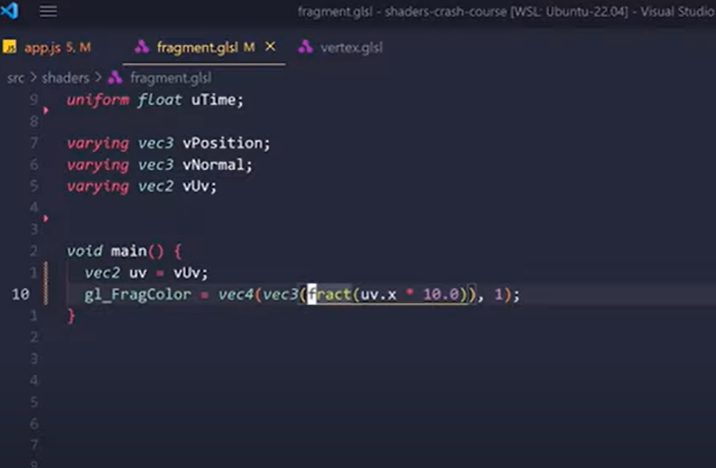 fragment.glsl - shaders-crash-course [WSL: Ubuntu-22.04] - Visual Studio
JS app.js 5, M fragment.glsl M × vertex.glsl
src > shaders > fragment.glsl
9 uniform float uTime;
8
7 varying vec3 vPosition;
6 varying vec3 vNormal;
5 varying vec2 vUv;
4
3
2 void main() {
1 vec2 uv = vUv;
10 gl_FragColor = vec4(vec3(fract(uv.x * 10.0)), 1);
1 }
2
3
4
5
6
7
8